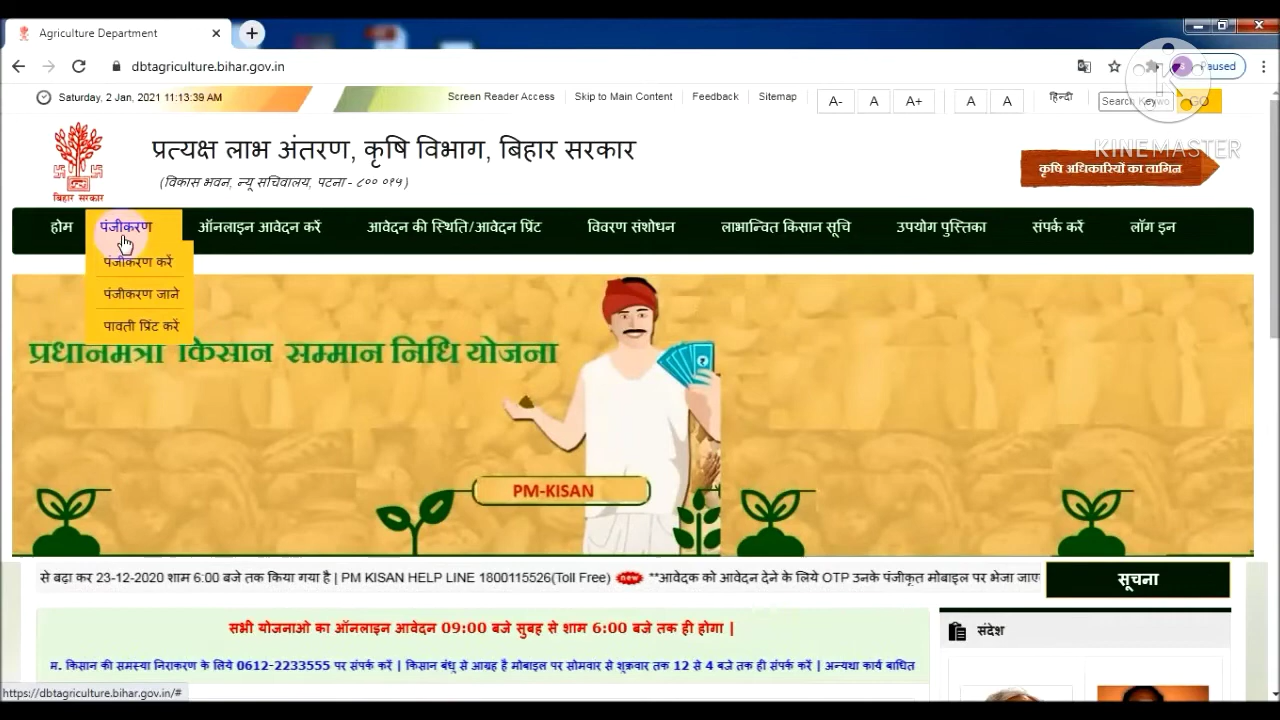 Agriculture Department
dbtagriculture.bihar.gov.in
Paused
Saturday, 2 Jan, 2021 11:13:39 AM
Screen Reader Access
Skip to Main Content
Feedback
Sitemap
A-
A
A+
A
A
हिन्दी
Search Keywo
GO
KINEMASTER
बिहार सरकार
प्रत्यक्ष लाभ अंतरण, कृषि विभाग, बिहार सरकार
(विकास भवन, न्यू सचिवालय, पटना - ८०० ०१५)
कृषि अधिकारियों का लागिन
होम
पंजीकरण
ऑनलाइन आवेदन करें
आवेदन की स्थिति/आवेदन प्रिंट
विवरण संशोधन
लाभान्वित किसान सूचि
उपयोग पुस्तिका
संपर्क करें
लॉग इन
पंजीकरण करें
पंजीकरण जाने
पावती प्रिंट करें
प्रधानमंत्री किसान सम्मान निधि योजना
PM-KISAN
से बढ़ा कर 23-12-2020 शाम 6:00 बजे तक किया गया है | PM KISAN HELP LINE 1800115526(Toll Free) new **आवेदक को आवेदन देने के लिये OTP उनके पंजीकृत मोबाइल पर भेजा जाए
सूचना
सभी योजनाओ का ऑनलाइन आवेदन 09:00 बजे सुबह से शाम 6:00 बजे तक ही होगा |
म. किसान की समस्या निराकरण के लिये 0612-2233555 पर संपर्क करें | किसान बंधु से आग्रह है मोबाइल पर सोमवार से शुक्रवार तक 12 से 4 बजे तक ही संपर्क करें | अन्यथा कार्य बाधित
संदेश
https://dbtagriculture.bihar.gov.in/#